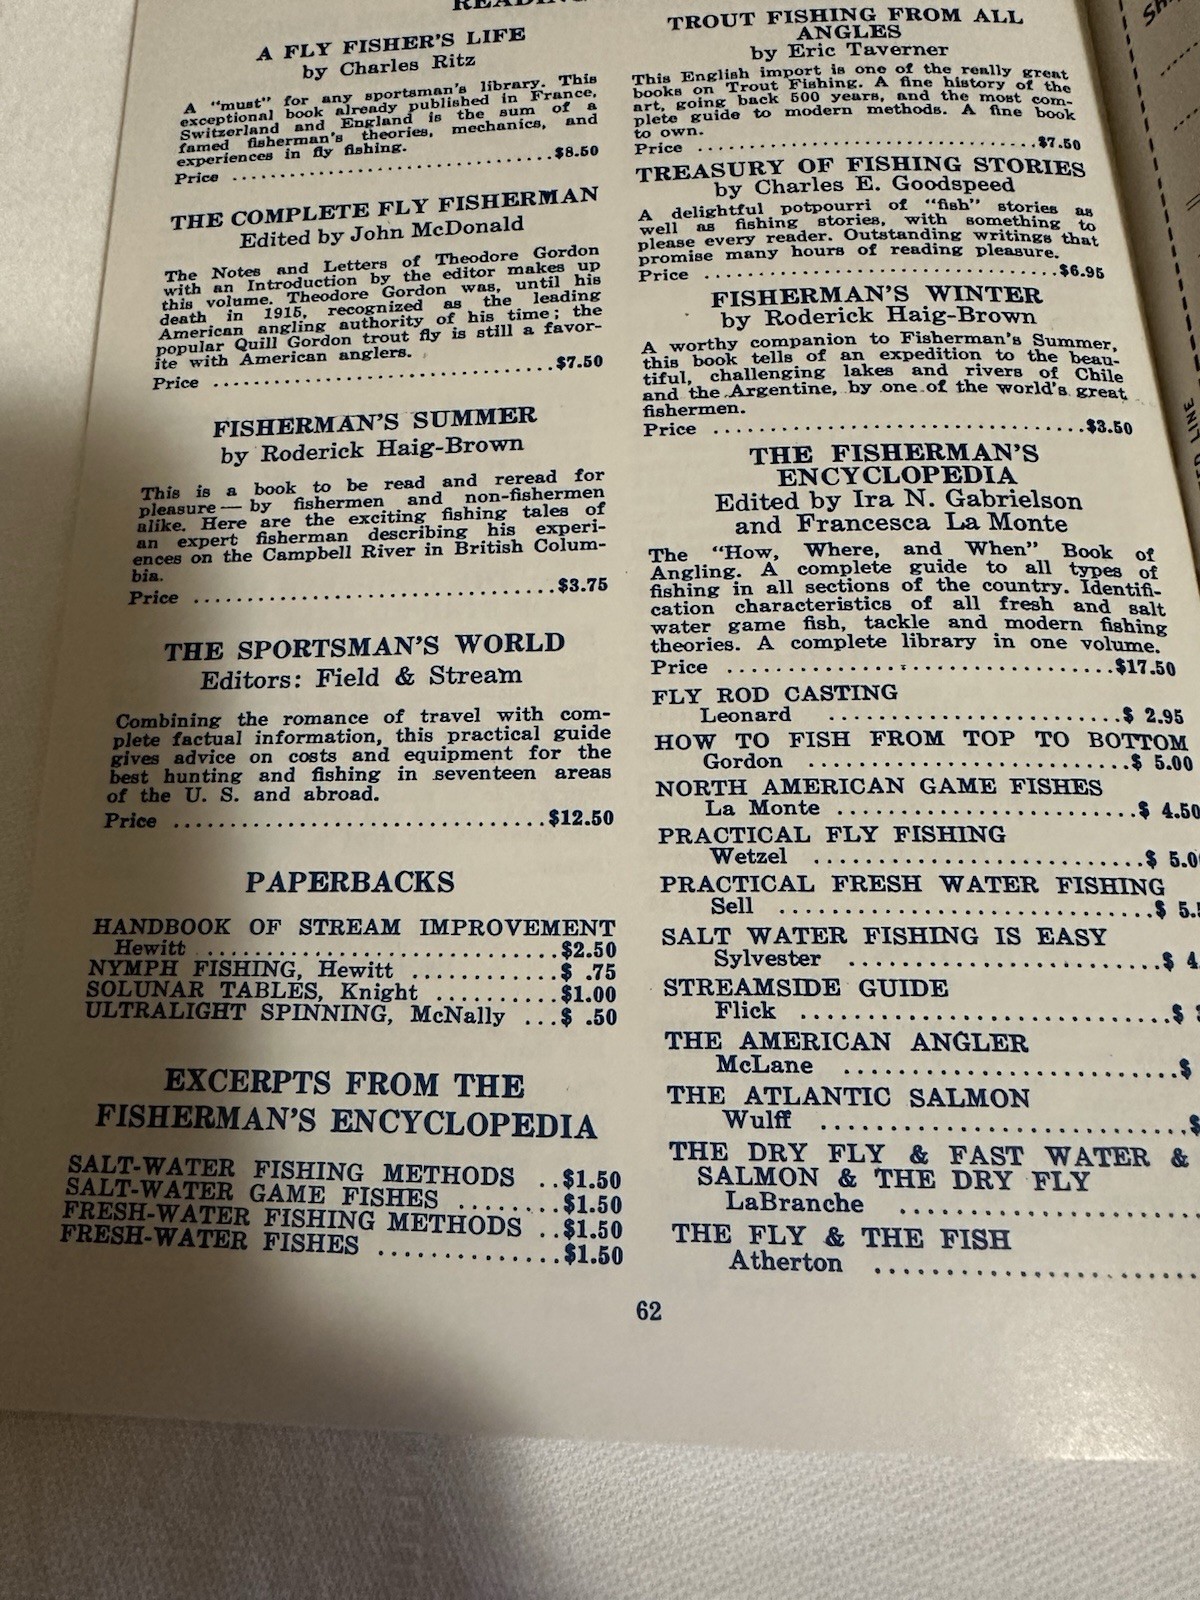 READING
A FLY FISHER'S LIFE
by Charles Ritz
A "must" for any sportsman's library. This
exceptional book already published in France,
Switzerland and England is the sum of a
famed fisherman's theories, mechanics, and
experiences in fly fishing.
Price ..............................$8.50
THE COMPLETE FLY FISHERMAN
Edited by John McDonald
The Notes and Letters of Theodore Gordon
with an Introduction by the editor makes up
this volume. Theodore Gordon was, until his
death in 1915, recognized as the leading
American angling authority of his time; the
popular Quill Gordon trout fly is still a favor-
ite with American anglers.
Price ..............................$7.50
FISHERMAN'S SUMMER
by Roderick Haig-Brown
This is a book to be read and reread for
pleasure — by fishermen and non-fishermen
alike. Here are the exciting fishing tales of
an expert fisherman describing his experi-
ences on the Campbell River in British Colum-
bia.
Price ................................$3.75
THE SPORTSMAN'S WORLD
Editors: Field & Stream
Combining the romance of travel with com-
plete factual information, this practical guide
gives advice on costs and equipment for the
best hunting and fishing in seventeen areas
of the U. S. and abroad.
Price ................................$12.50
PAPERBACKS
HANDBOOK OF STREAM IMPROVEMENT
Hewitt ................................$2.50
NYMPH FISHING, Hewitt ............$ .75
SOLUNAR TABLES, Knight ..........$1.00
ULTRALIGHT SPINNING, McNally ...$ .50
EXCERPTS FROM THE
FISHERMAN'S ENCYCLOPEDIA
SALT-WATER FISHING METHODS ..$1.50
SALT-WATER GAME FISHES .........$1.50
FRESH-WATER FISHING METHODS ..$1.50
FRESH-WATER FISHES ................$1.50
TROUT FISHING FROM ALL
ANGLES
by Eric Taverner
This English import is one of the really great
books on Trout Fishing. A fine history of the
art, going back 500 years, and the most com-
plete guide to modern methods. A fine book
to own.
Price ................................$7.50
TREASURY OF FISHING STORIES
by Charles E. Goodspeed
A delightful potpourri of "fish" stories as
well as fishing stories, with something to
please every reader. Outstanding writings that
promise many hours of reading pleasure.
Price ................................$6.95
FISHERMAN'S WINTER
by Roderick Haig-Brown
A worthy companion to Fisherman's Summer,
this book tells of an expedition to the beau-
tiful, challenging lakes and rivers of Chile
and the Argentine, by one of the world's great
fishermen.
Price ................................$3.50
THE FISHERMAN'S
ENCYCLOPEDIA
Edited by Ira N. Gabrielson
and Francesca La Monte
The "How, Where, and When" Book of
Angling. A complete guide to all types of
fishing in all sections of the country. Identifi-
cation characteristics of all fresh and salt
water game fish, tackle and modern fishing
theories. A complete library in one volume.
Price ................................$17.50
FLY ROD CASTING
Leonard ..........................$ 2.95
HOW TO FISH FROM TOP TO BOTTOM
Gordon ............................$ 5.00
NORTH AMERICAN GAME FISHES
La Monte ..........................$ 4.50
PRACTICAL FLY FISHING
Wetzel .............................$ 5.0
PRACTICAL FRESH WATER FISHING
Sell ................................$ 5.
SALT WATER FISHING IS EASY
Sylvester ..........................$ 4
STREAMSIDE GUIDE
Flick ................................$
THE AMERICAN ANGLER
McLane ............................$
THE ATLANTIC SALMON
Wulff ...............................$
THE DRY FLY & FAST WATER &
SALMON & THE DRY FLY
LaBranche ..........................
THE FLY & THE FISH
Atherton ............................
62
LINE